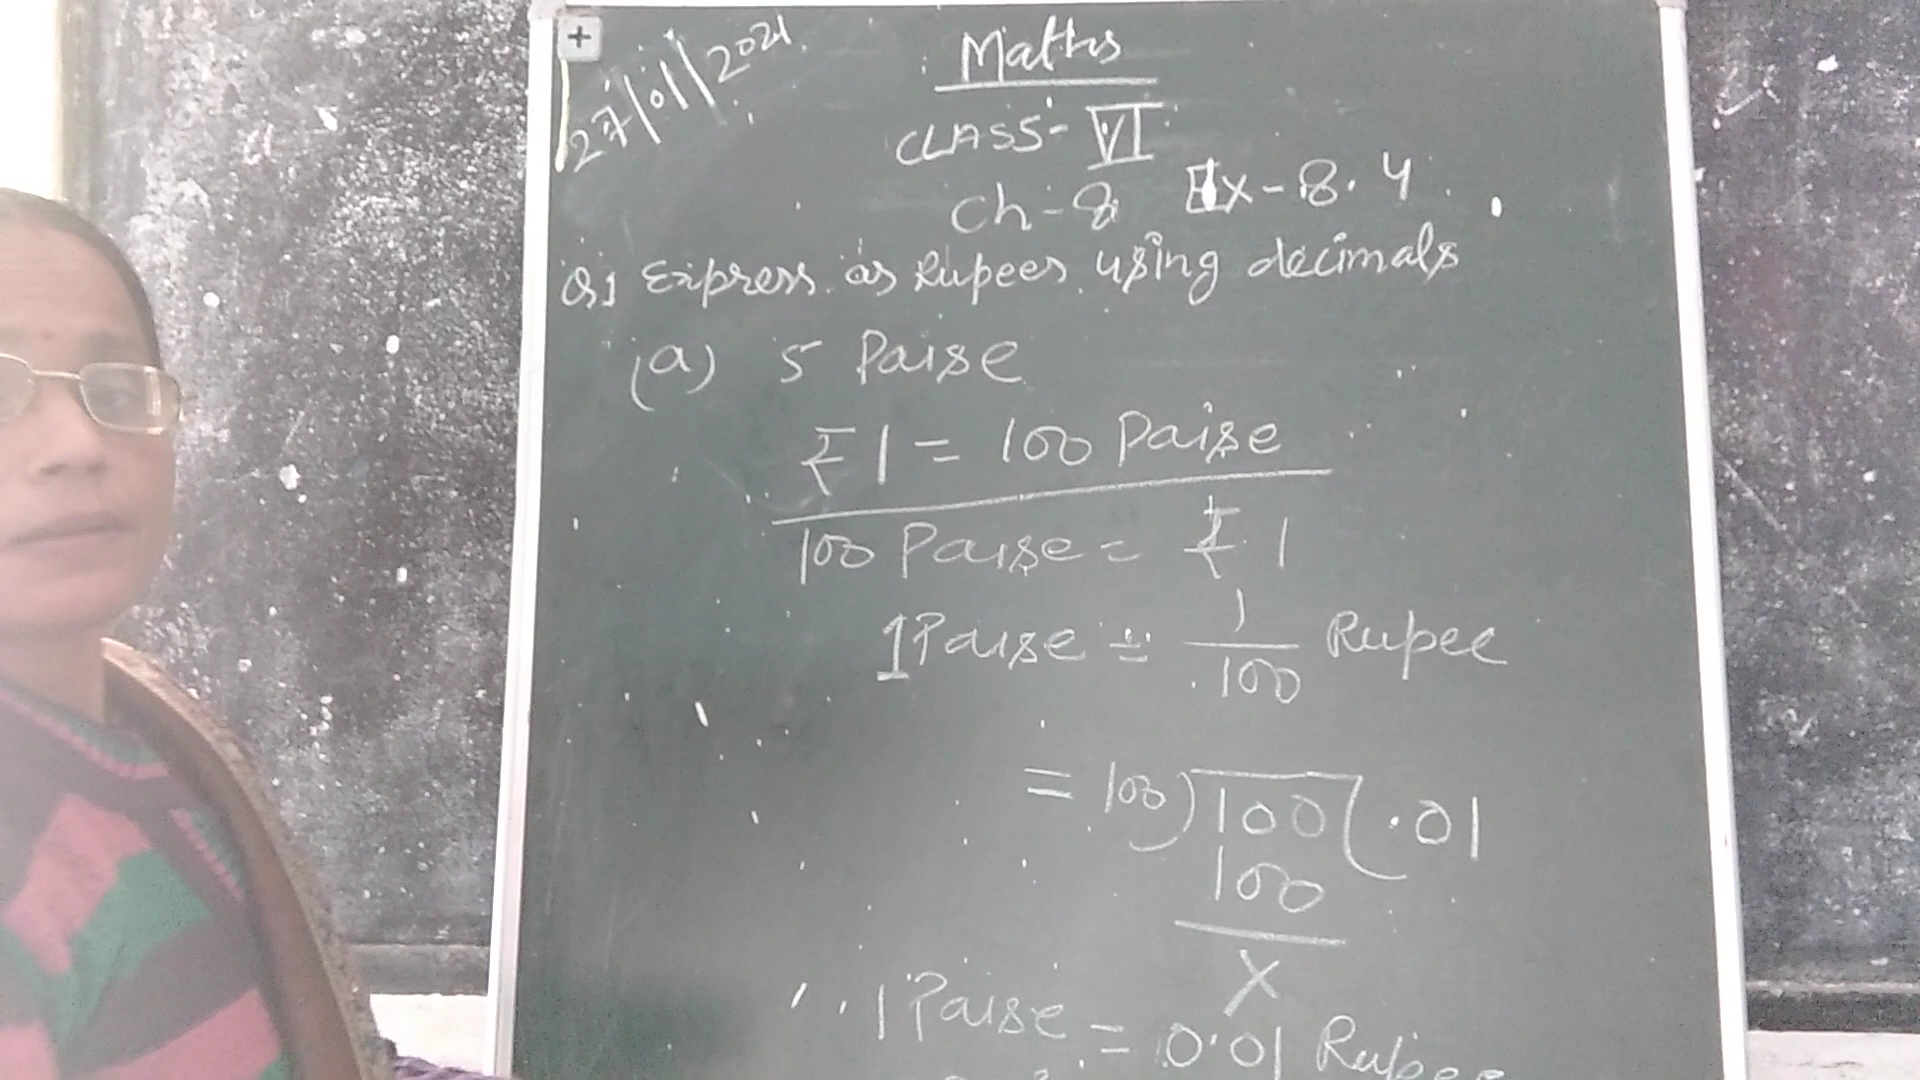 27/01/2021
Maths
CLASS- VI
Ch-8 Ex-8.4
Q1 Express as Rupees using decimals
(a) 5 Paise
₹1 = 100 Paise
100 Paise = ₹1
1 Paise = 1/100 Rupee
= 100)100(.01
100
X
∴ 1 Paise = 0.01 Rupee